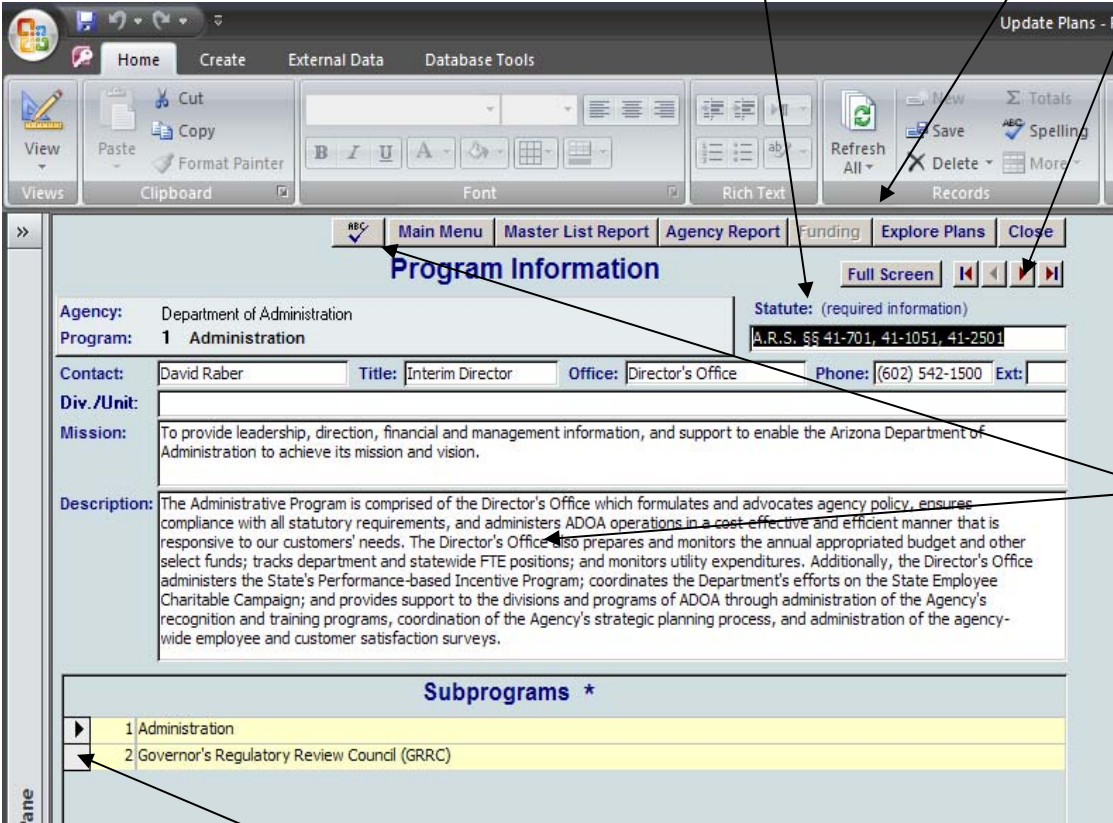 Update Plans -
Home Create External Data Database Tools
View
Paste
Cut
Copy
Format Painter
B I U A
Refresh All
New
Save
Delete
Σ Totals
ABC Spelling
More
Views Clipboard Font Rich Text Records
» ABC Main Menu Master List Report Agency Report Funding Explore Plans Close
Program Information
Full Screen
Agency: Department of Administration
Program: 1 Administration
Statute: (required information)
A.R.S. §§ 41-701, 41-1051, 41-2501
Contact: David Raber Title: Interim Director Office: Director's Office Phone: (602) 542-1500 Ext:
Div./Unit:
Mission: To provide leadership, direction, financial and management information, and support to enable the Arizona Department of
Administration to achieve its mission and vision.
Description: The Administrative Program is comprised of the Director's Office which formulates and advocates agency policy, ensures
compliance with all statutory requirements, and administers ADOA operations in a cost-effective and efficient manner that is
responsive to our customers' needs. The Director's Office also prepares and monitors the annual appropriated budget and other
select funds; tracks department and statewide FTE positions; and monitors utility expenditures. Additionally, the Director's Office
administers the State's Performance-based Incentive Program; coordinates the Department's efforts on the State Employee
Charitable Campaign; and provides support to the divisions and programs of ADOA through administration of the Agency's
recognition and training programs, coordination of the Agency's strategic planning process, and administration of the agency-
wide employee and customer satisfaction surveys.
Subprograms *
1 Administration
2 Governor's Regulatory Review Council (GRRC)